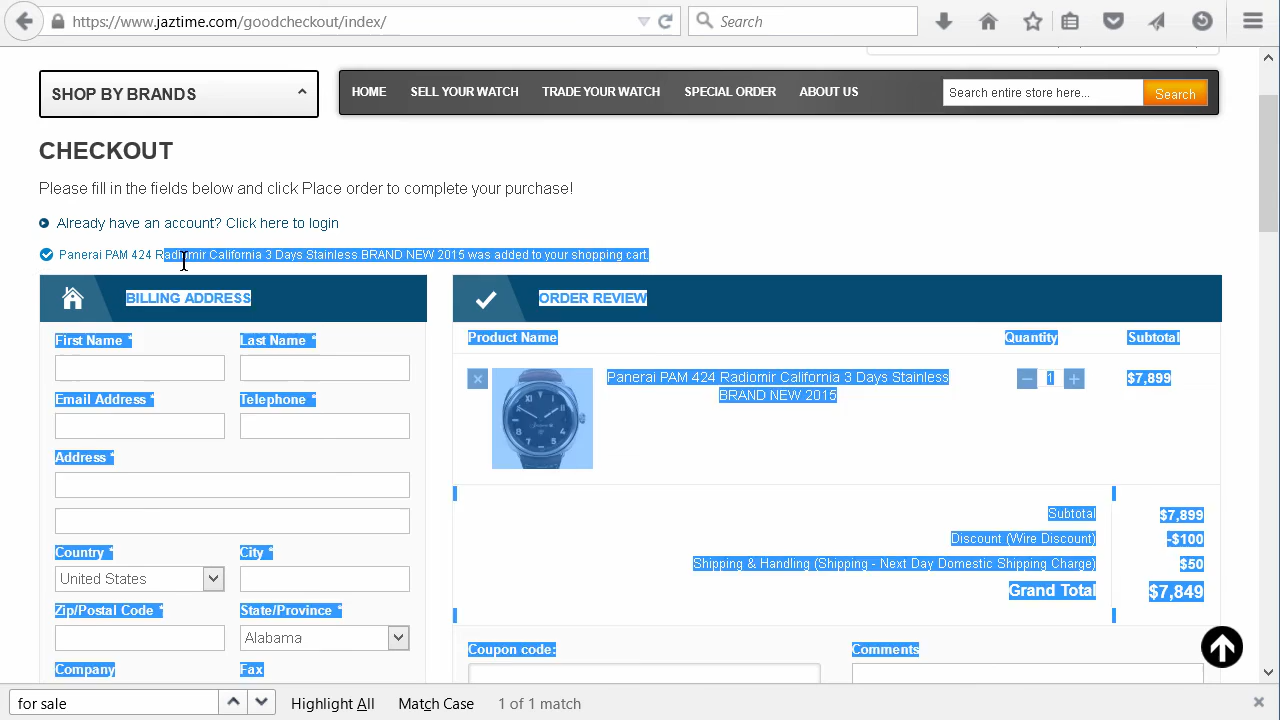 https://www.jaztime.com/goodcheckout/index/
Search
SHOP BY BRANDS
HOME SELL YOUR WATCH TRADE YOUR WATCH SPECIAL ORDER ABOUT US
Search entire store here...
Search
CHECKOUT
Please fill in the fields below and click Place order to complete your purchase!
Already have an account? Click here to login
Panerai PAM 424 Radiomir California 3 Days Stainless BRAND NEW 2015 was added to your shopping cart.
BILLING ADDRESS
First Name * Last Name *
Email Address * Telephone *
Address *
Country * City *
United States
Zip/Postal Code * State/Province *
Alabama
Company Fax
ORDER REVIEW
Product Name Quantity Subtotal
Panerai PAM 424 Radiomir California 3 Days Stainless 1 $7,899
BRAND NEW 2015
Subtotal $7,899
Discount (Wire Discount) -$100
Shipping & Handling (Shipping - Next Day Domestic Shipping Charge) $50
Grand Total $7,849
Coupon code: Comments
for sale Highlight All Match Case 1 of 1 match